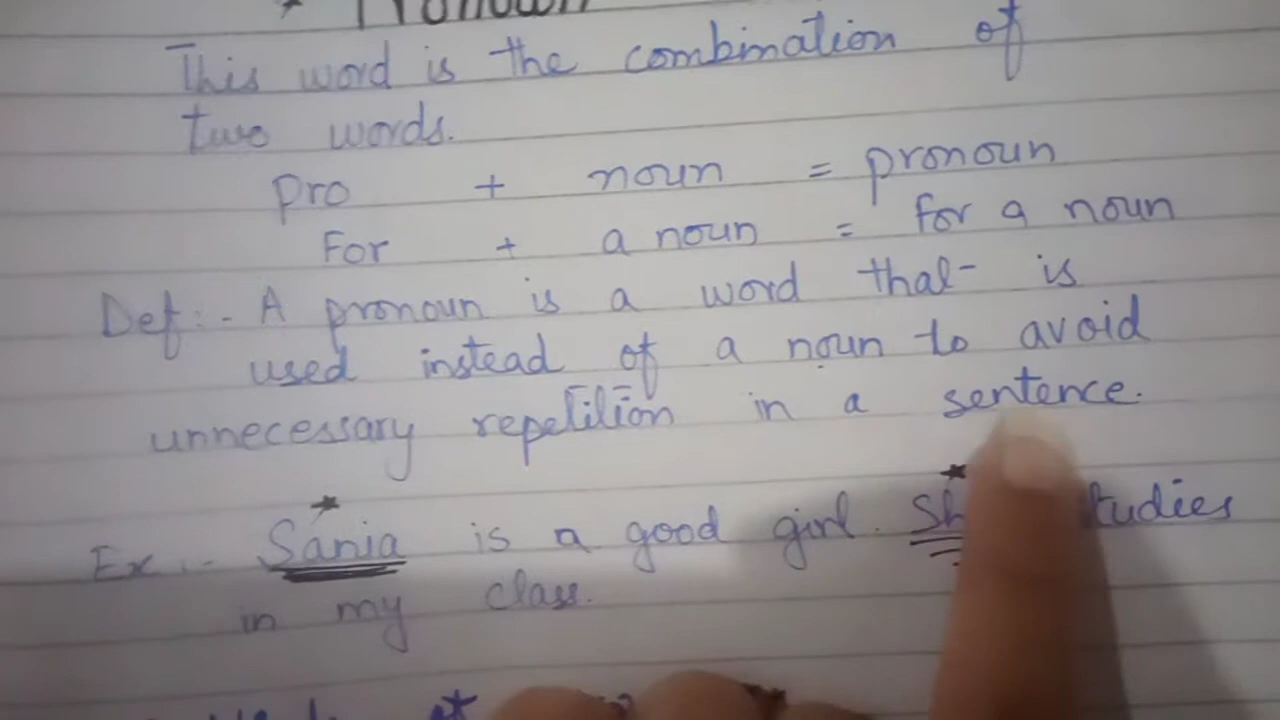 This word is the combination of
two words.
pro + noun = pronoun
For + a noun = for a noun
Def:- A pronoun is a word that is
used instead of a noun to avoid
unnecessary repetition in a sentence.
Ex:- Sania is a good girl.
in my class.